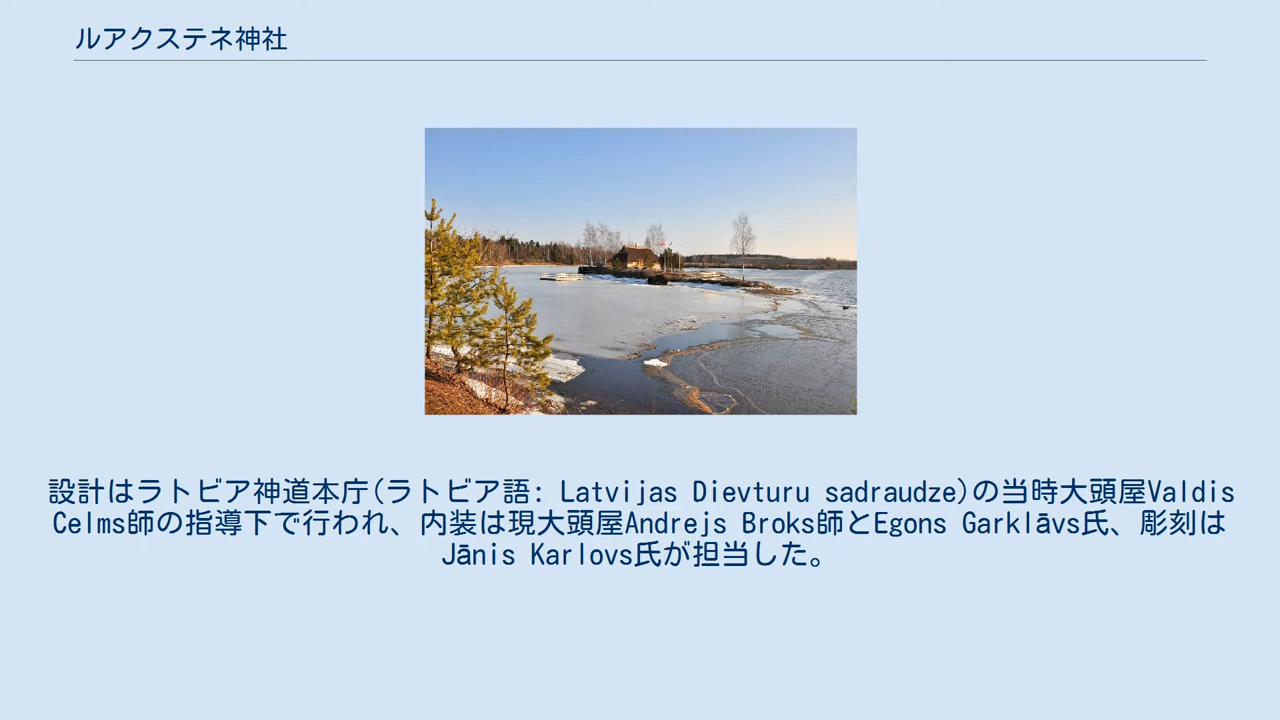 ルアクステネ神社
設計はラトビア神道本庁(ラトビア語: Latvijas Dievturu sadraudze)の当時大頭屋Valdis
Celms師の指導下で行われ、内装は現大頭屋Andrejs Broks師とEgons Garklāvs氏、彫刻は
Jānis Karlovs氏が担当した。